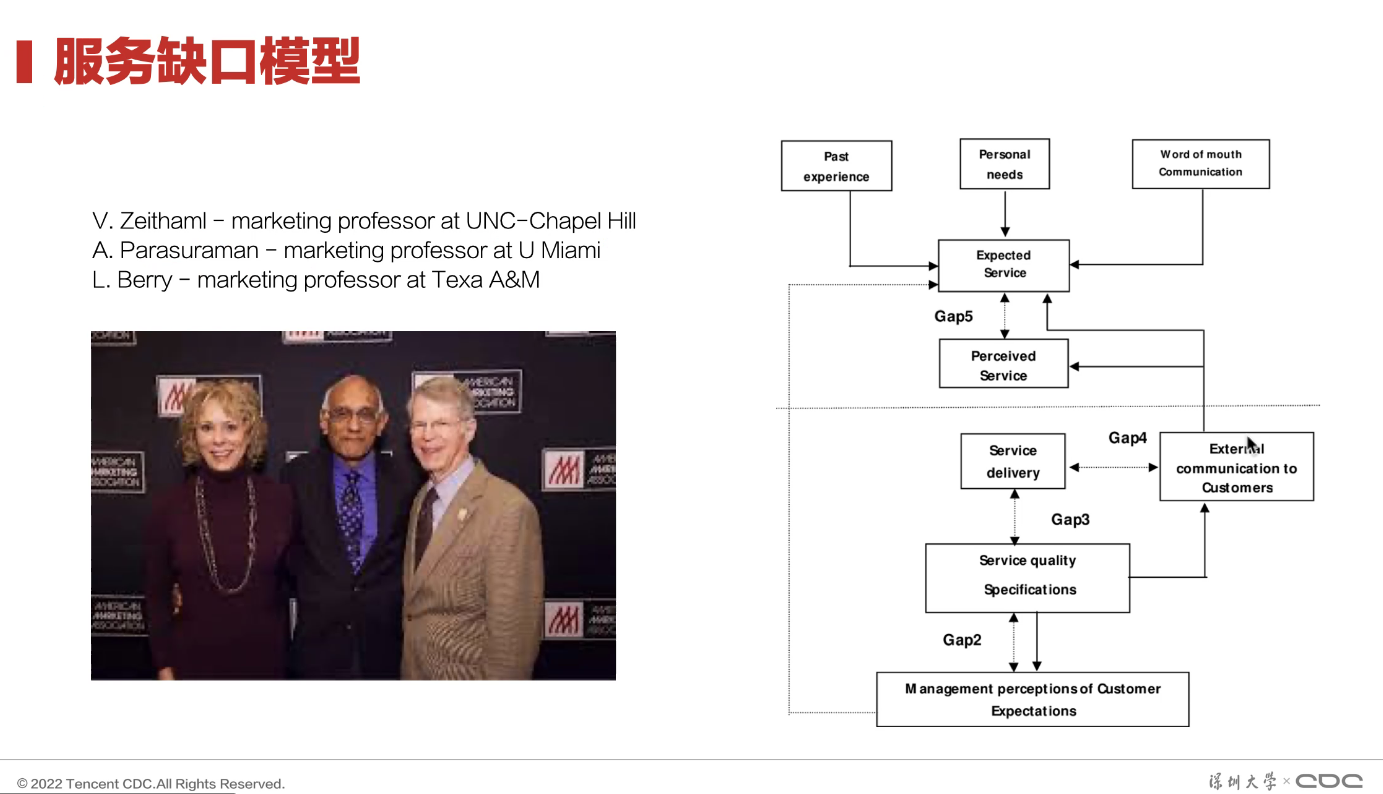 服务缺口模型
V. Zeithaml - marketing professor at UNC-Chapel Hill
A. Parasuraman - marketing professor at U Miami
L. Berry - marketing professor at Texa A&M
AMERICAN
MARKETING
ASSOCIATION
Past
experience
Personal
needs
Word of mouth
Communication
Expected
Service
Gap5
Perceived
Service
Gap4
Service
delivery
External
communication to
Customers
Gap3
Service quality
Specifications
Gap2
Management perceptions of Customer
Expectations
© 2022 Tencent CDC.All Rights Reserved.
深圳大学 × CDC